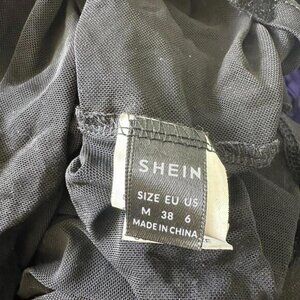 SHEIN
SIZE EU US
M 38 6
MADE IN CHINA